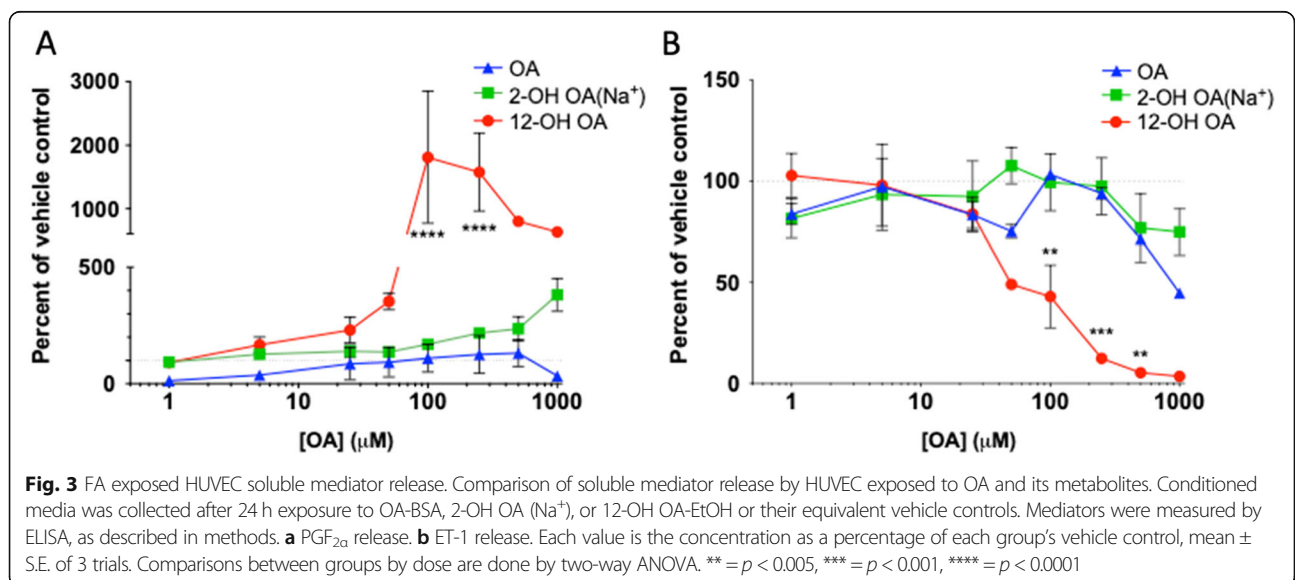 A
OA
2-OH OA(Na⁺)
12-OH OA
Percent of vehicle control
3000
2000
1000
500
0
**** ****
1 10 100 1000
[OA] (μM)
B
OA
2-OH OA(Na⁺)
12-OH OA
Percent of vehicle control
150
100
50
0
**
***
**
1 10 100 1000
[OA] (μM)
Fig. 3 FA exposed HUVEC soluble mediator release. Comparison of soluble mediator release by HUVEC exposed to OA and its metabolites. Conditioned
media was collected after 24 h exposure to OA-BSA, 2-OH OA (Na⁺), or 12-OH OA-EtOH or their equivalent vehicle controls. Mediators were measured by
ELISA, as described in methods. a PGF₂α release. b ET-1 release. Each value is the concentration as a percentage of each group's vehicle control, mean ±
S.E. of 3 trials. Comparisons between groups by dose are done by two-way ANOVA. ** = p < 0.005, *** = p < 0.001, **** = p < 0.0001